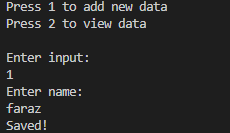 Press 1 to add new data
Press 2 to view data
Enter input:
1
Enter name:
faraz
Saved!